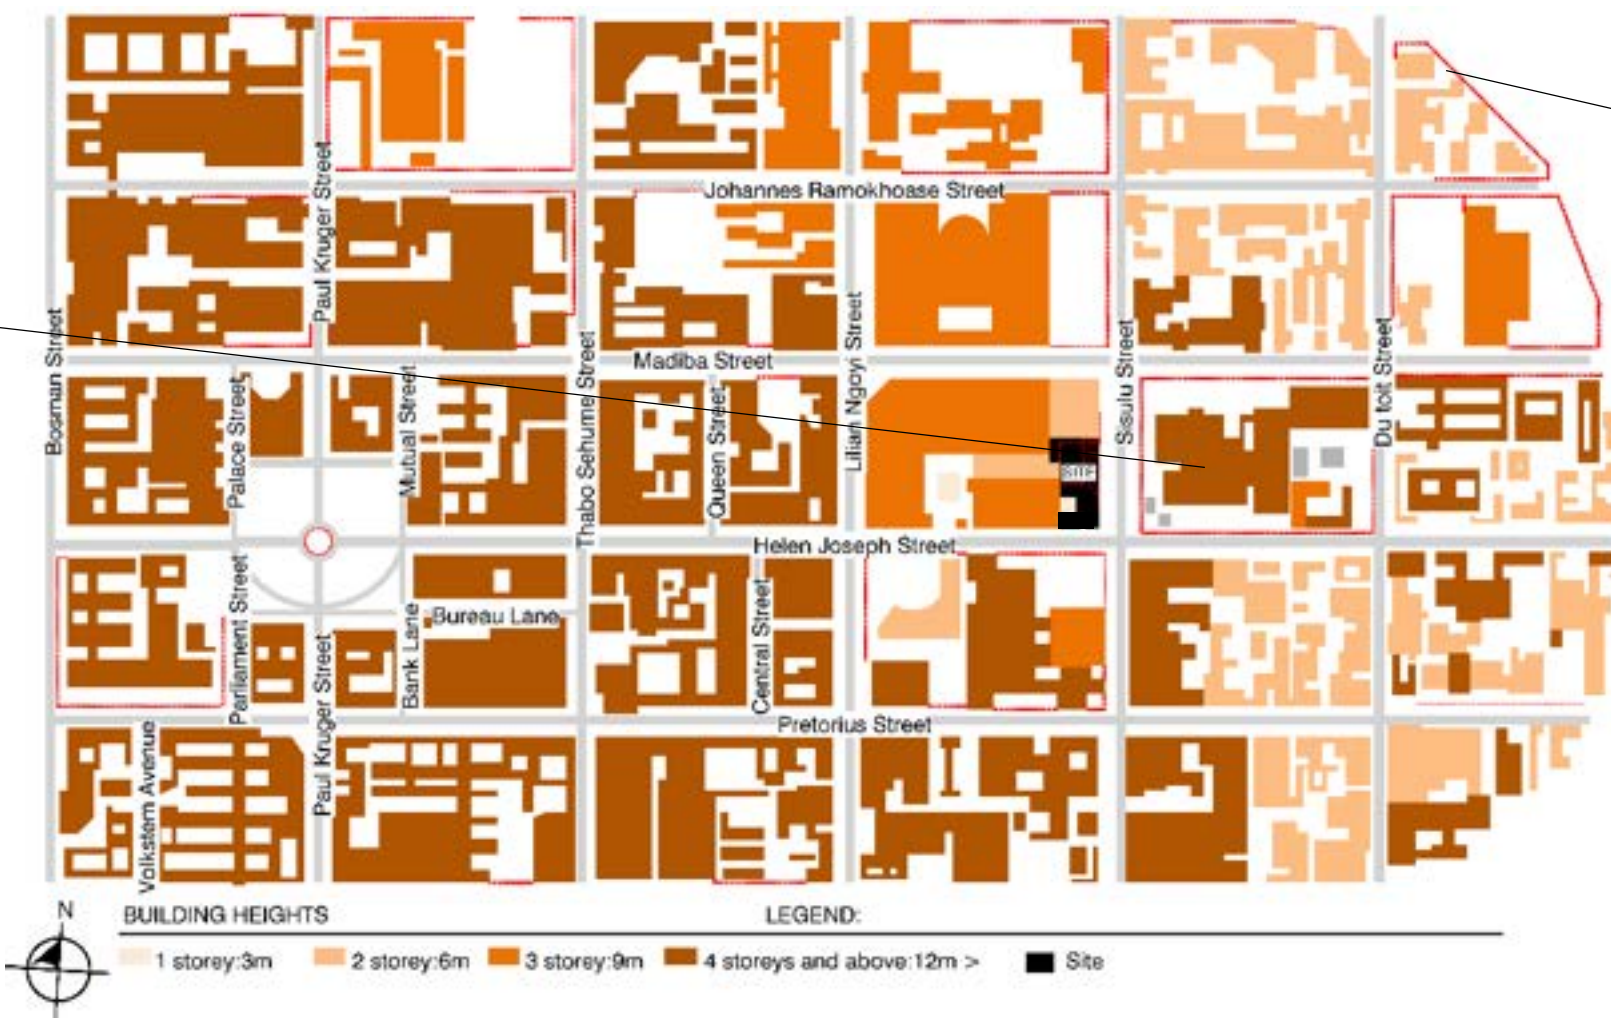 Johannes Ramokhoase Street
Paul Kruger Street
Madiba Street
Bosman Street
Palace Street
Mutual Street
Thabo Sehume Street
Queen Street
Lilian Ngoyi Street
Sisulu Street
Du toit Street
SITE
Helen Joseph Street
Parliament Street
Paul Kruger Street
Bank Lane
Bureau Lane
Central Street
Pretorius Street
Volkstem Avenue
N
BUILDING HEIGHTS
LEGEND:
1 storey:3m
2 storey:6m
3 storey:9m
4 storeys and above:12m >
Site